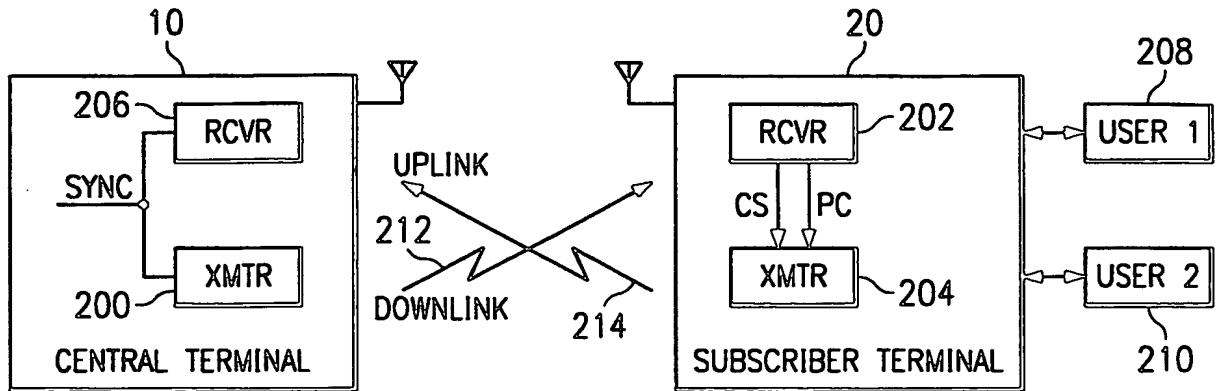 10
20
208
206
RCVR
RCVR
202
USER 1
SYNC
UPLINK
CS
PC
212
XMTR
XMTR
USER 2
200
DOWNLINK
204
214
CENTRAL TERMINAL
SUBSCRIBER TERMINAL
210